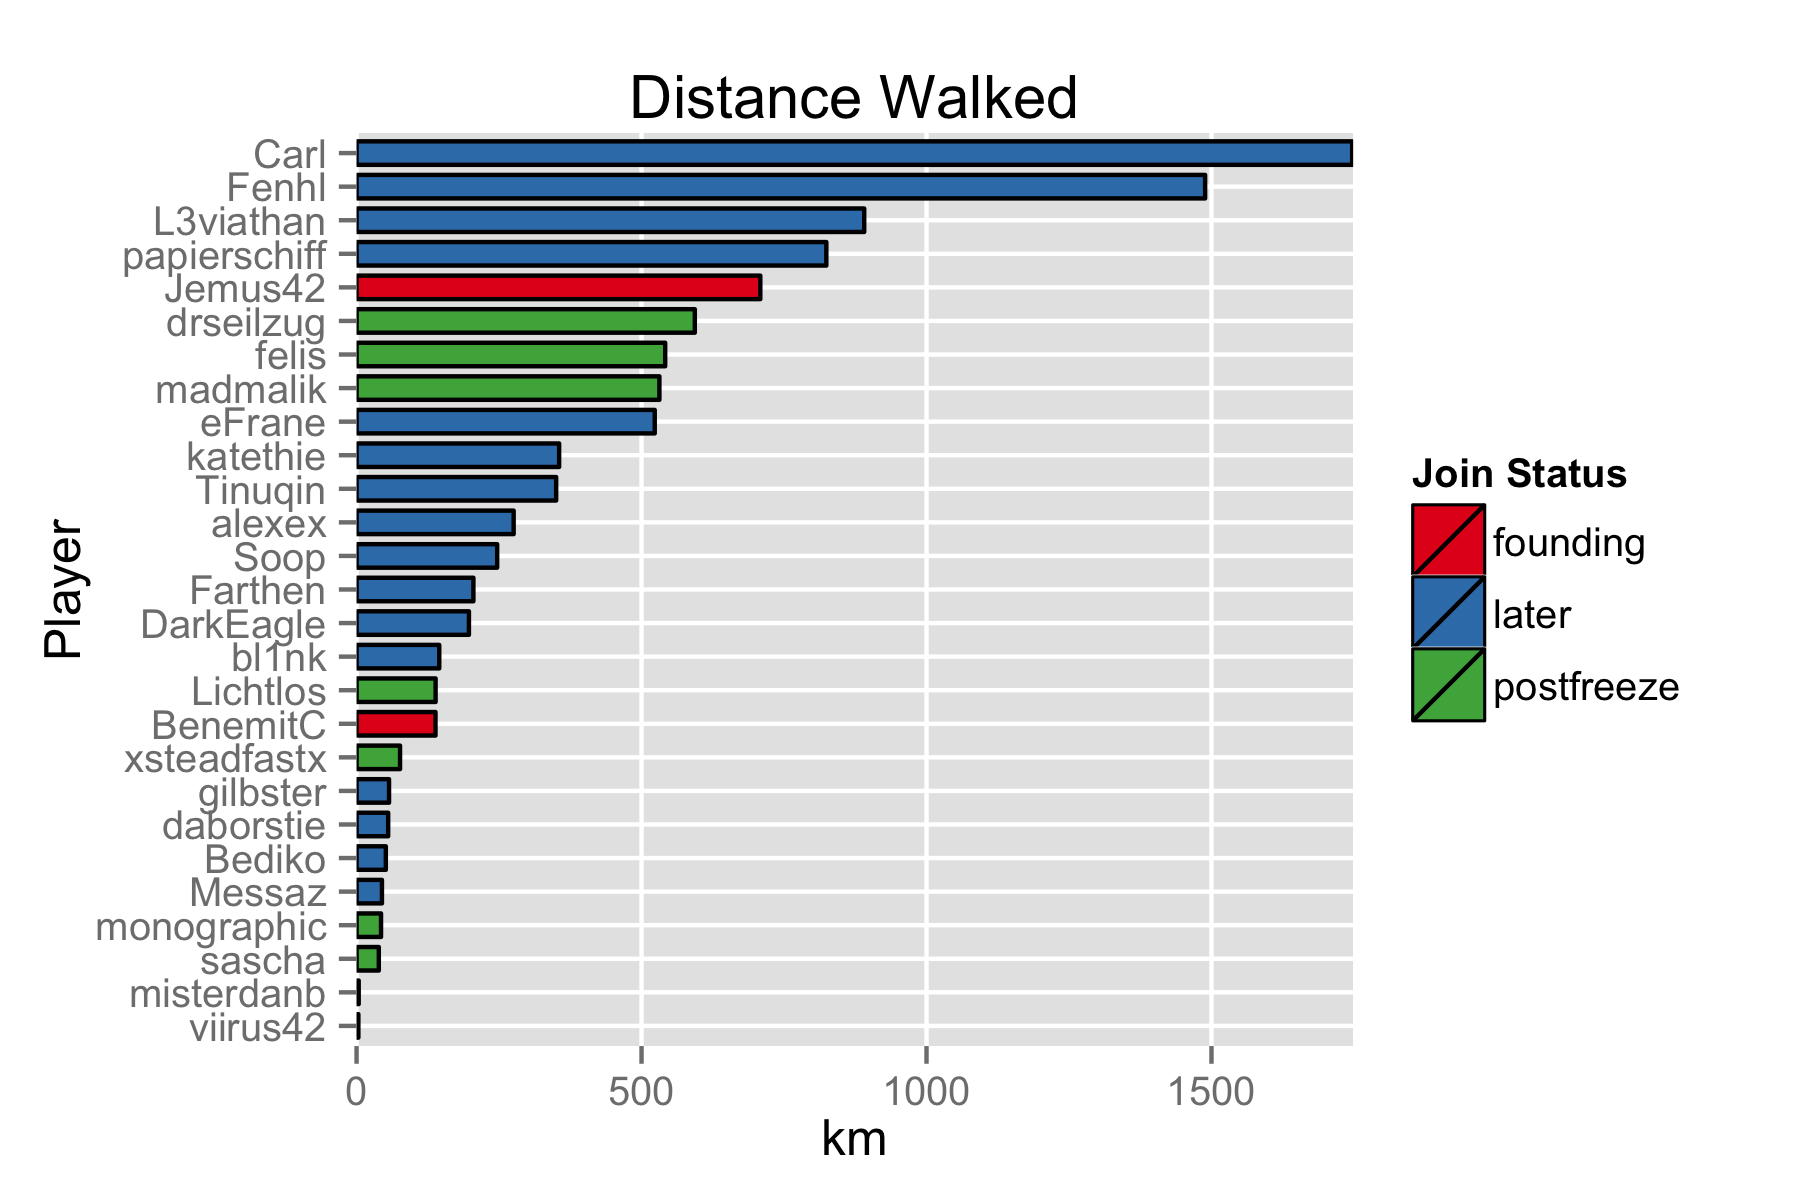 Distance Walked
Player
Carl
Fenhl
L3viathan
papierschiff
Jemus42
drseilzug
felis
madmalik
eFrane
katethie
Tinuqin
alexex
Soop
Farthen
DarkEagle
bl1nk
Lichtlos
BenemitC
xsteadfastx
gilbster
daborstie
Bediko
Messaz
monographic
sascha
misterdanb
viirus42
0 500 1000 1500
km
Join Status
founding
later
postfreeze